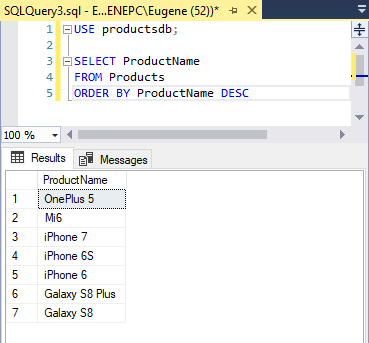 SQLQuery3.sql - E...ENEPC\Eugene (52))*
1 USE productsdb;
2
3 SELECT ProductName
4 FROM Products
5 ORDER BY ProductName DESC
100 %
Results Messages
ProductName
1 OnePlus 5
2 Mi6
3 iPhone 7
4 iPhone 6S
5 iPhone 6
6 Galaxy S8 Plus
7 Galaxy S8